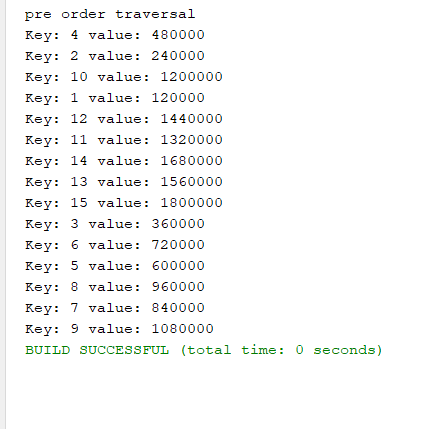 pre order traversal
Key: 4 value: 480000
Key: 2 value: 240000
Key: 10 value: 1200000
Key: 1 value: 120000
Key: 12 value: 1440000
Key: 11 value: 1320000
Key: 14 value: 1680000
Key: 13 value: 1560000
Key: 15 value: 1800000
Key: 3 value: 360000
Key: 6 value: 720000
Key: 5 value: 600000
Key: 8 value: 960000
Key: 7 value: 840000
Key: 9 value: 1080000
BUILD SUCCESSFUL (total time: 0 seconds)